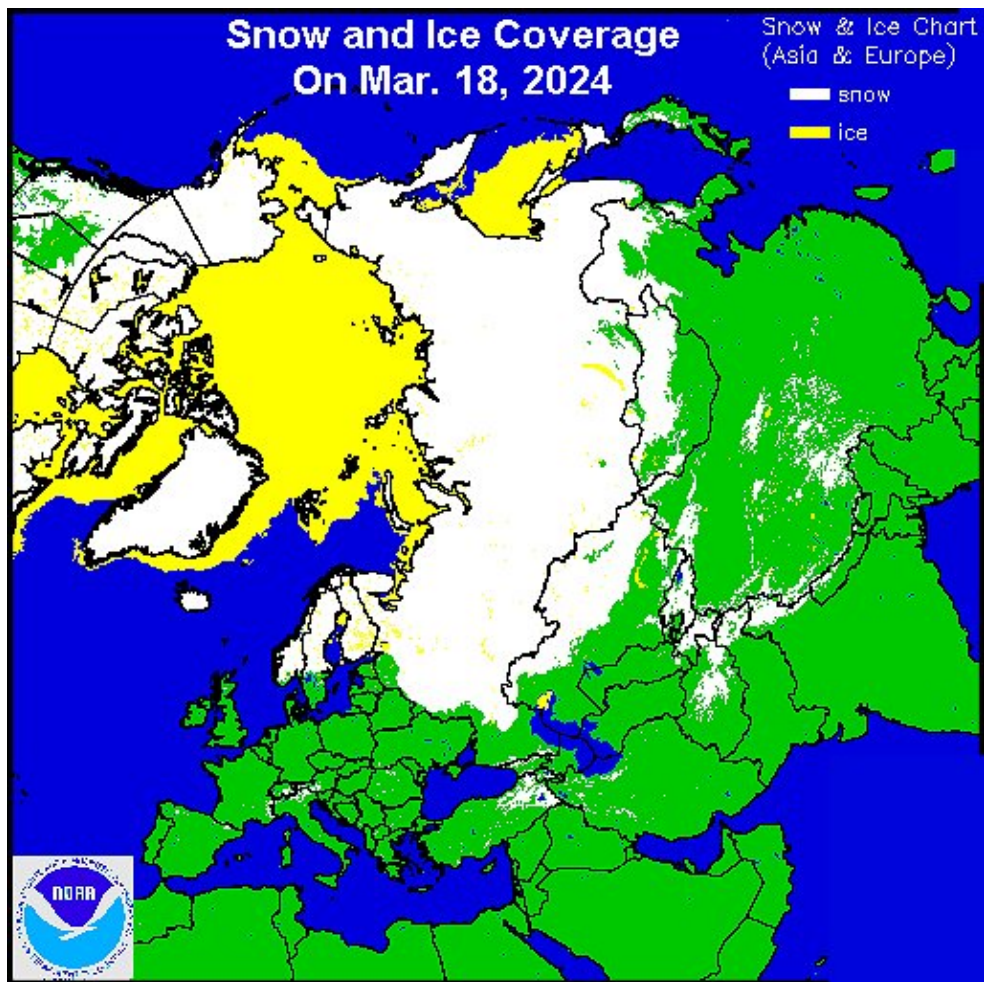 Snow and Ice Coverage
On Mar. 18, 2024
Snow & Ice Chart
(Asia & Europe)
snow
ice
NOAA